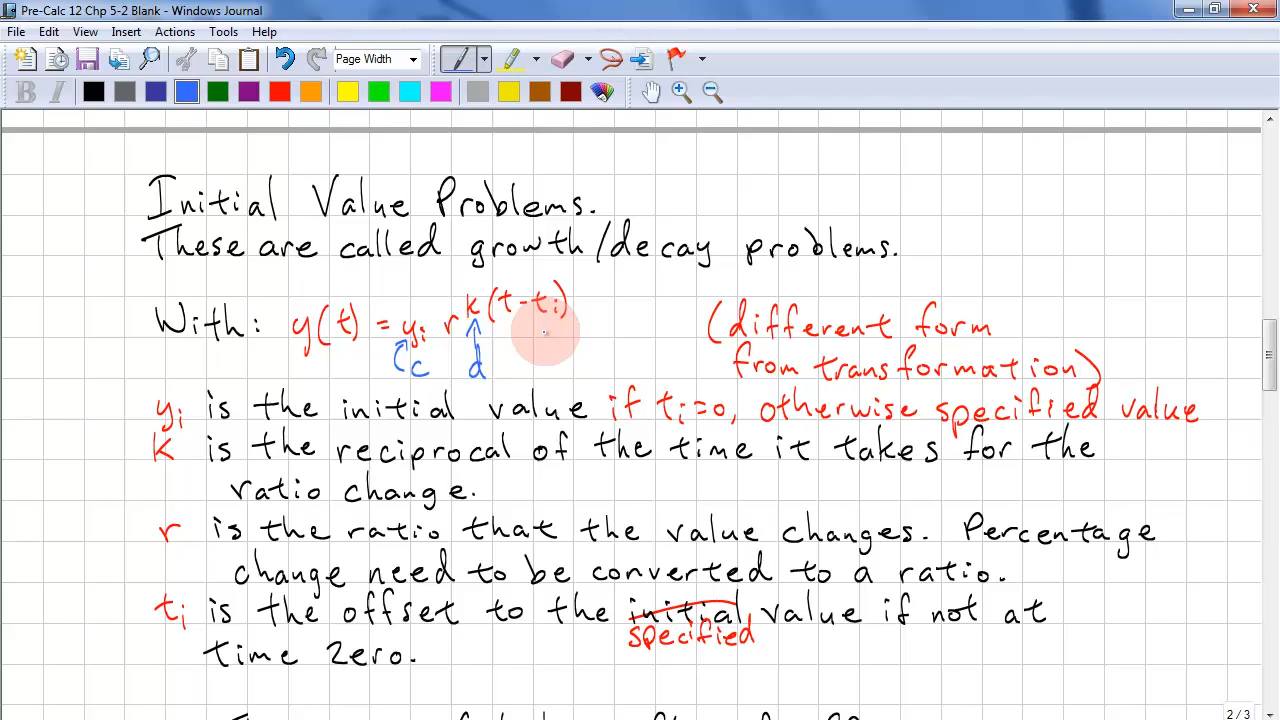 Pre-Calc 12 Chp 5-2 Blank - Windows Journal
File Edit View Insert Actions Tools Help
Page Width
B I
Initial Value Problems.
These are called growth/decay problems.
With: y(t) = yᵢ r^k(t-tᵢ) (different form
c d from transformation)
yᵢ is the initial value if tᵢ=0, otherwise specified value
k is the reciprocal of the time it takes for the
ratio change.
r is the ratio that the value changes. Percentage
change need to be converted to a ratio.
tᵢ is the offset to the initial value if not at
specified
time zero.
2/3